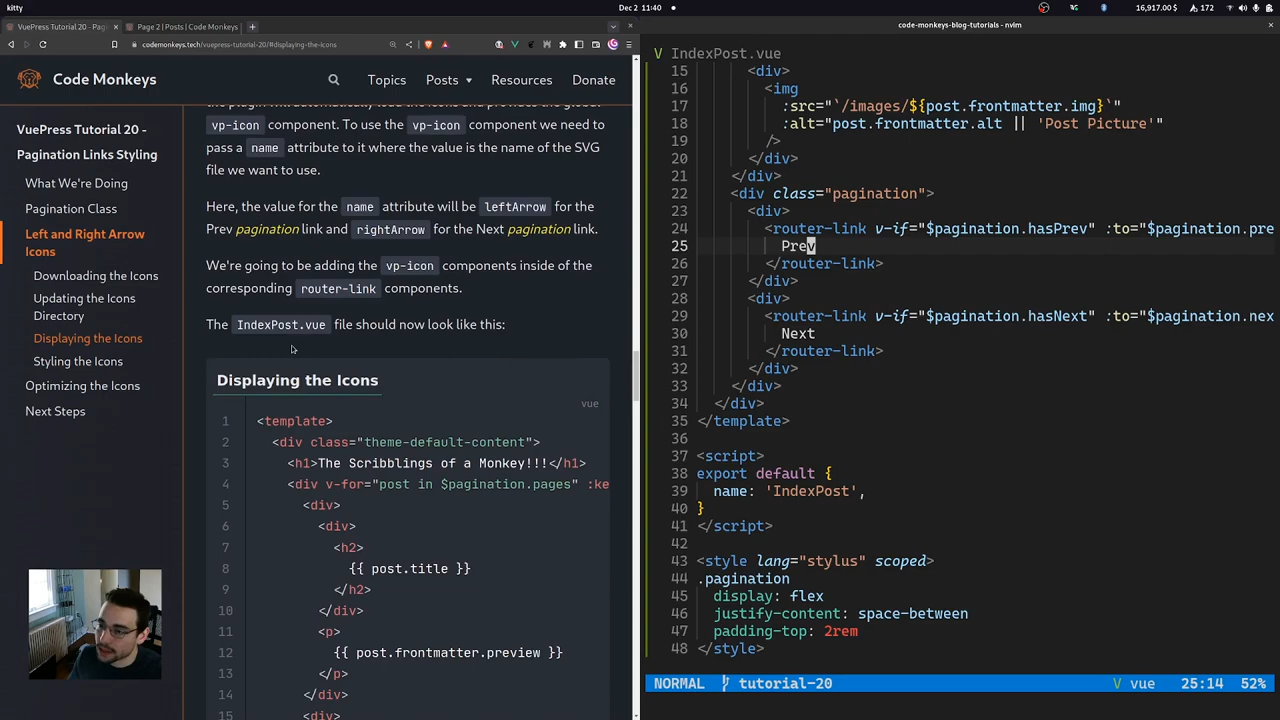 kitty
Dec 2 11:40
16,917.00
172
VuePress Tutorial 20 - Pagi
Page 2 | Posts | Code Monkeys
codemonkeys.tech/vuepress-tutorial-20/#displaying-the-icons
Code Monkeys
Topics
Posts
Resources
Donate
VuePress Tutorial 20 -
Pagination Links Styling
What We're Doing
Pagination Class
Left and Right Arrow
Icons
Downloading the Icons
Updating the Icons
Directory
Displaying the Icons
Styling the Icons
Optimizing the Icons
Next Steps
the plugin will automatically load the icons and provides the global
vp-icon component. To use the vp-icon component we need to
pass a name attribute to it where the value is the name of the SVG
file we want to use.
Here, the value for the name attribute will be leftArrow for the
Prev pagination link and rightArrow for the Next pagination link.
We're going to be adding the vp-icon components inside of the
corresponding router-link components.
The IndexPost.vue file should now look like this:
Displaying the Icons
vue
1 <template>
2 <div class="theme-default-content">
3 <h1>The Scribblings of a Monkey!!!</h1>
4 <div v-for="post in $pagination.pages" :ke
5 <div>
6 <div>
7 <h2>
8 {{ post.title }}
9 </h2>
10 </div>
11 <p>
12 {{ post.frontmatter.preview }}
13 </p>
14 </div>
15 <div>
code-monkeys-blog-tutorials - nvim
V IndexPost.vue
15 <div>
16 <img
17 :src="`/images/${post.frontmatter.img}`"
18 :alt="post.frontmatter.alt || 'Post Picture'"
19 />
20 </div>
21 </div>
22 <div class="pagination">
23 <div>
24 <router-link v-if="$pagination.hasPrev" :to="$pagination.pre
25 Prev
26 </router-link>
27 </div>
28 <div>
29 <router-link v-if="$pagination.hasNext" :to="$pagination.nex
30 Next
31 </router-link>
32 </div>
33 </div>
34 </div>
35 </template>
36
37 <script>
38 export default {
39 name: 'IndexPost',
40 }
41 </script>
42
43 <style lang="stylus" scoped>
44 .pagination
45 display: flex
46 justify-content: space-between
47 padding-top: 2rem
48 </style>
NORMAL tutorial-20 V vue 25:14 52%